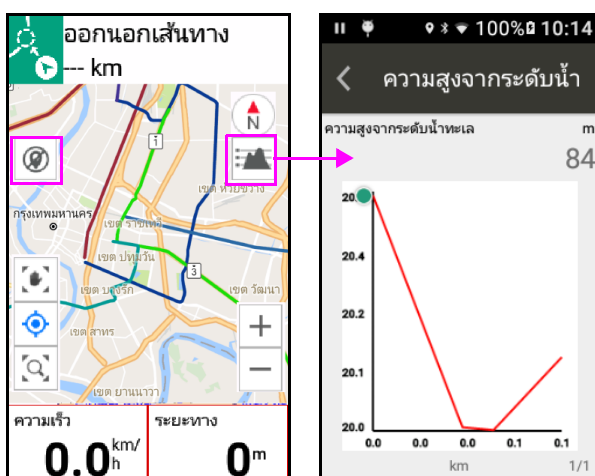 ออกนอกเส้นทาง
--- km
N
1
เขต ห้วยขวาง
กรุงเทพมหานคร
เขต ราชเทวี
เขต ปทุมวัน
3
เขต บางรัก
เขต วัฒนา
เขต สาทร
เขต ยานนาวา
+
−
ความเร็ว
0.0 km/h
ระยะทาง
0 m
100% 10:14
ความสูงจากระดับน้ำ
ความสูงจากระดับน้ำทะเล m
84
20.
20.4
20.2
20.1
20.0
0.0 0.0 0.0 0.1 0.1
km 1/1